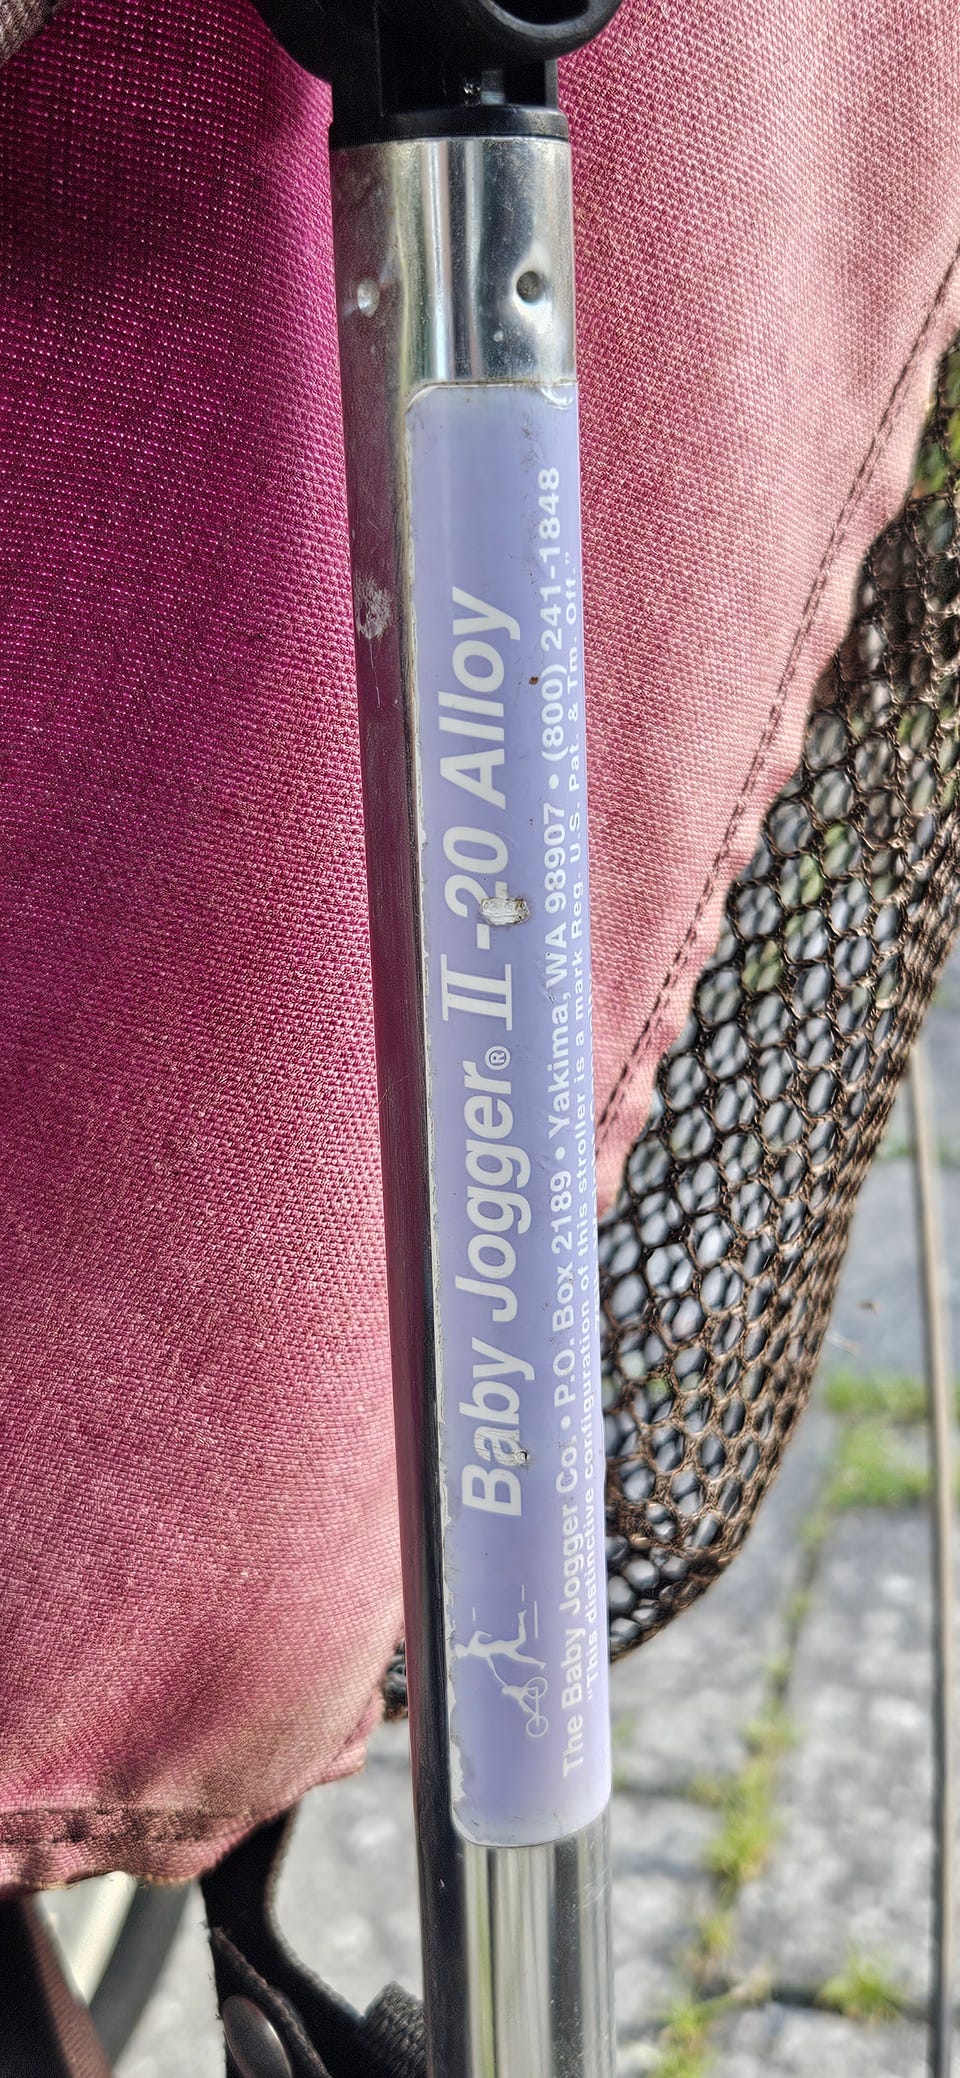 Baby Jogger® II-20 Alloy
The Baby Jogger Co. • P.O. Box 2189 • Yakima, WA 98907 • (800) 241-1848
"This distinctive configuration of this stroller is a mark Reg. U.S. Pat. & Tm. Off."